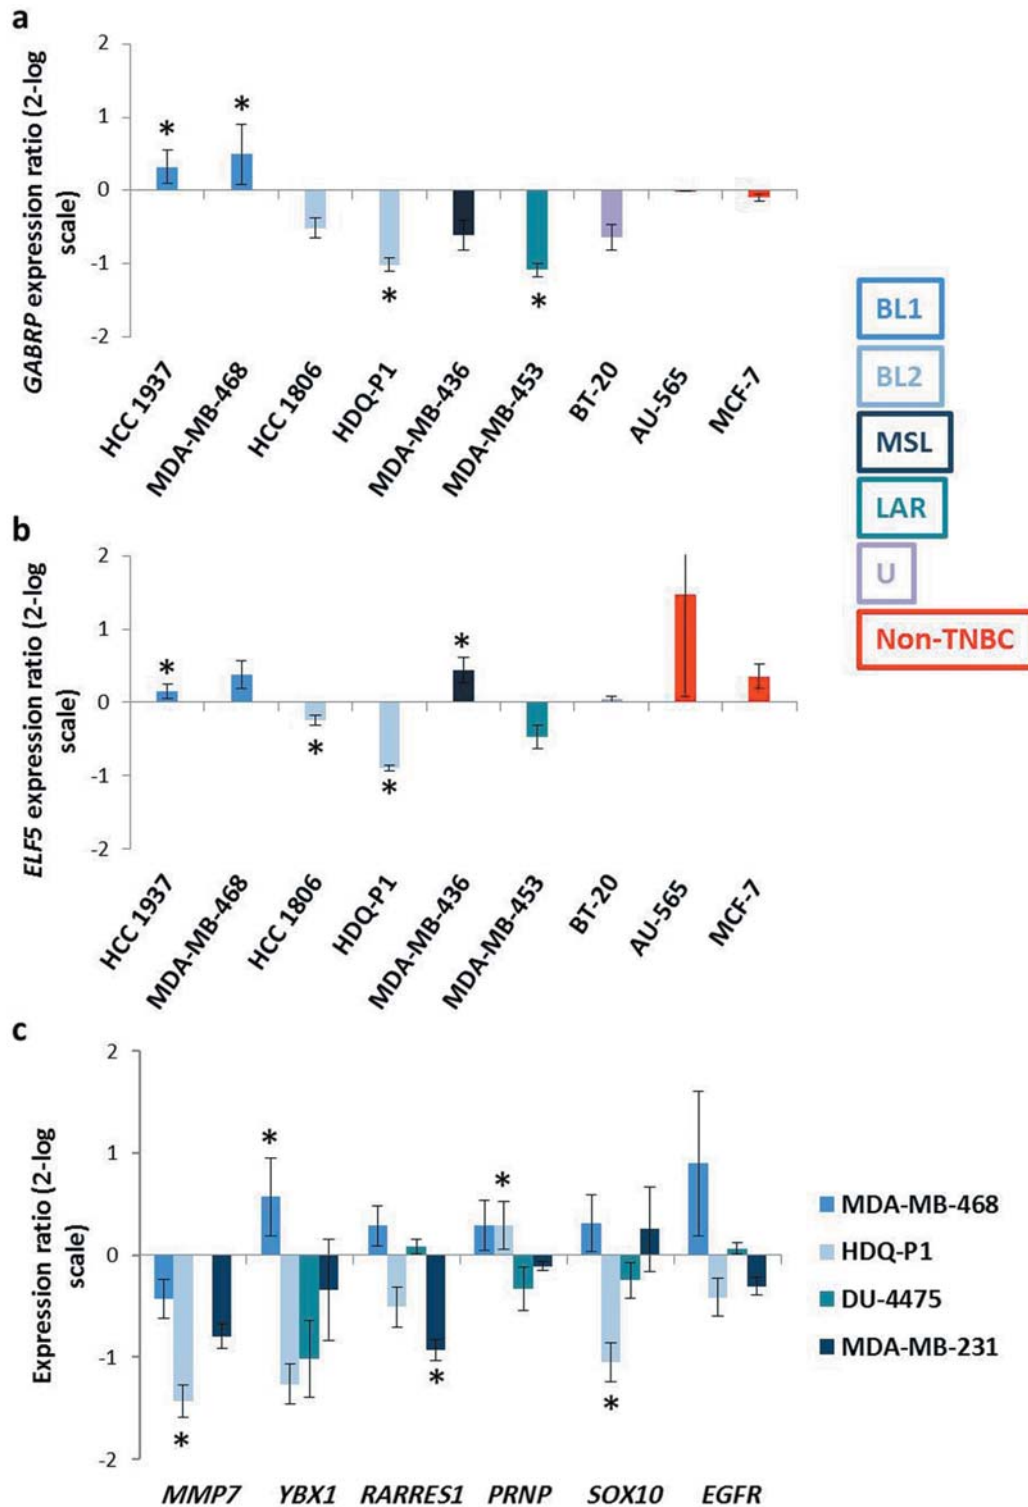 a
GABRP expression ratio (2-log
scale)
2
1
0
-1
-2
*
*
*
*
HCC 1937
MDA-MB-468
HCC 1806
HDQ-P1
MDA-MB-436
MDA-MB-453
BT-20
AU-565
MCF-7
BL1
BL2
MSL
LAR
U
Non-TNBC
b
ELF5 expression ratio (2-log
scale)
2
1
0
-1
-2
*
*
*
*
HCC 1937
MDA-MB-468
HCC 1806
HDQ-P1
MDA-MB-436
MDA-MB-453
BT-20
AU-565
MCF-7
c
Expression ratio (2-log
scale)
2
1
0
-1
-2
*
*
*
*
*
MMP7 YBX1 RARRES1 PRNP SOX10 EGFR
MDA-MB-468
HDQ-P1
DU-4475
MDA-MB-231